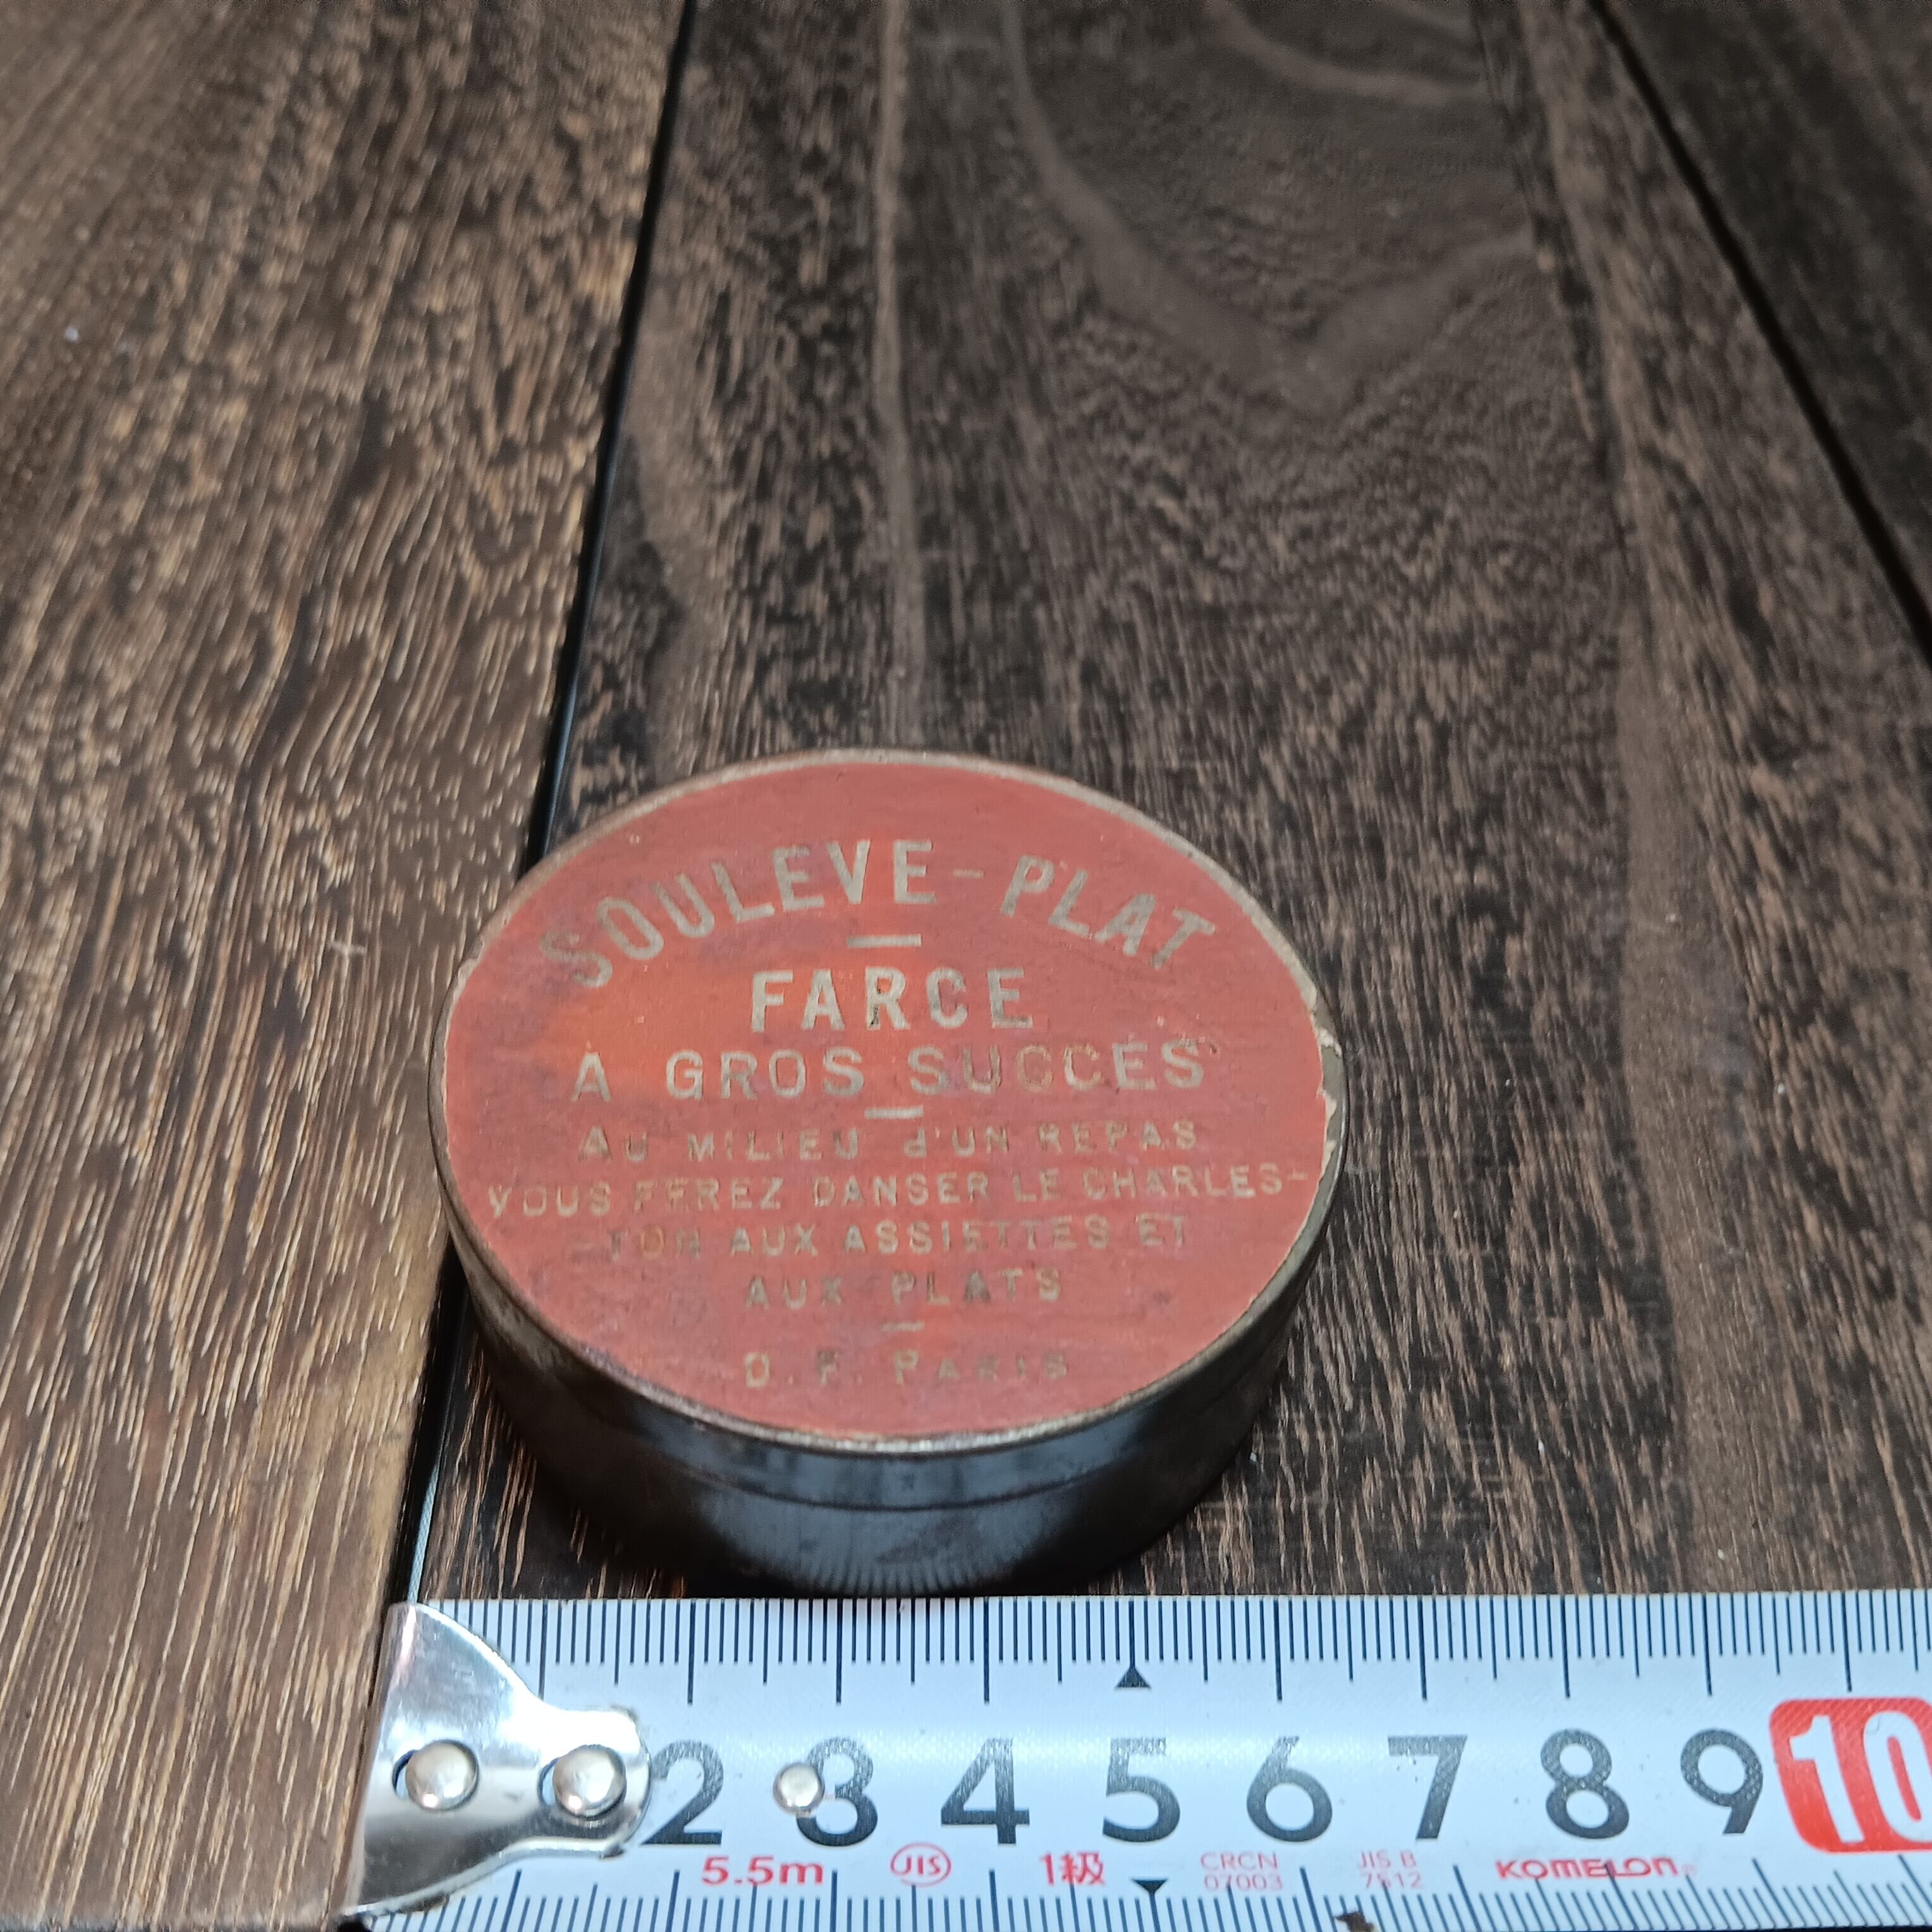 SOULEVE-PLAT
FARCE
A GROS SUCCÈS
AU MILIEU d'UN REPAS
VOUS FEREZ DANSER LE CHARLES-
TON AUX ASSIETTES ET
AUX PLATS
D. F. PARIS
2 3 4 5 6 7 8 9 10
5.5m JIS 1級 CRCN 07003 JIS B 7512 KOMELON